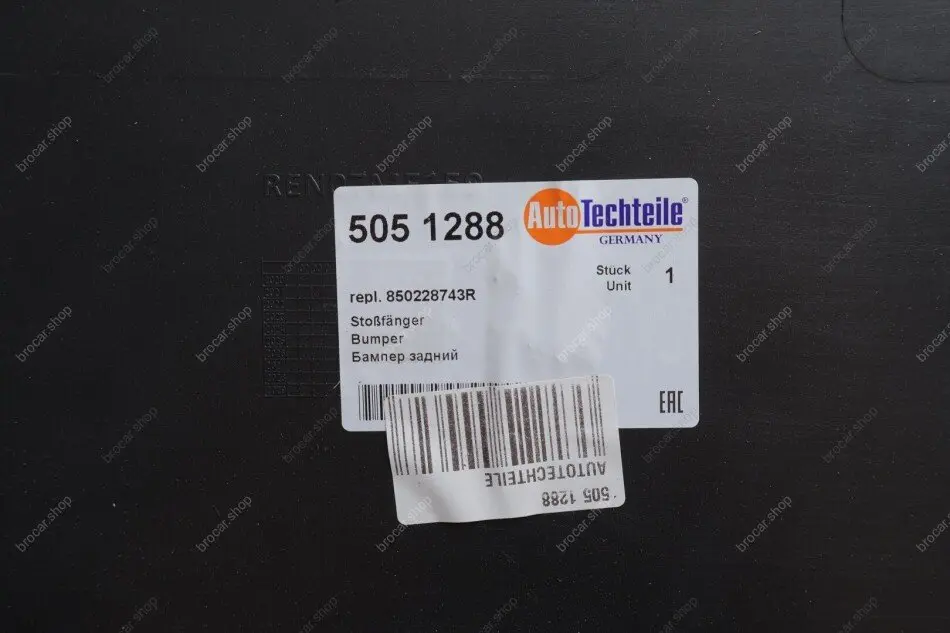 505 1288
AutoTechteile®
GERMANY
Stück 1
Unit
repl. 850228743R
Stoßfänger
Bumper
Бампер задний
EAC
AUTOTECHTEILE
505 1288
brocar.shop